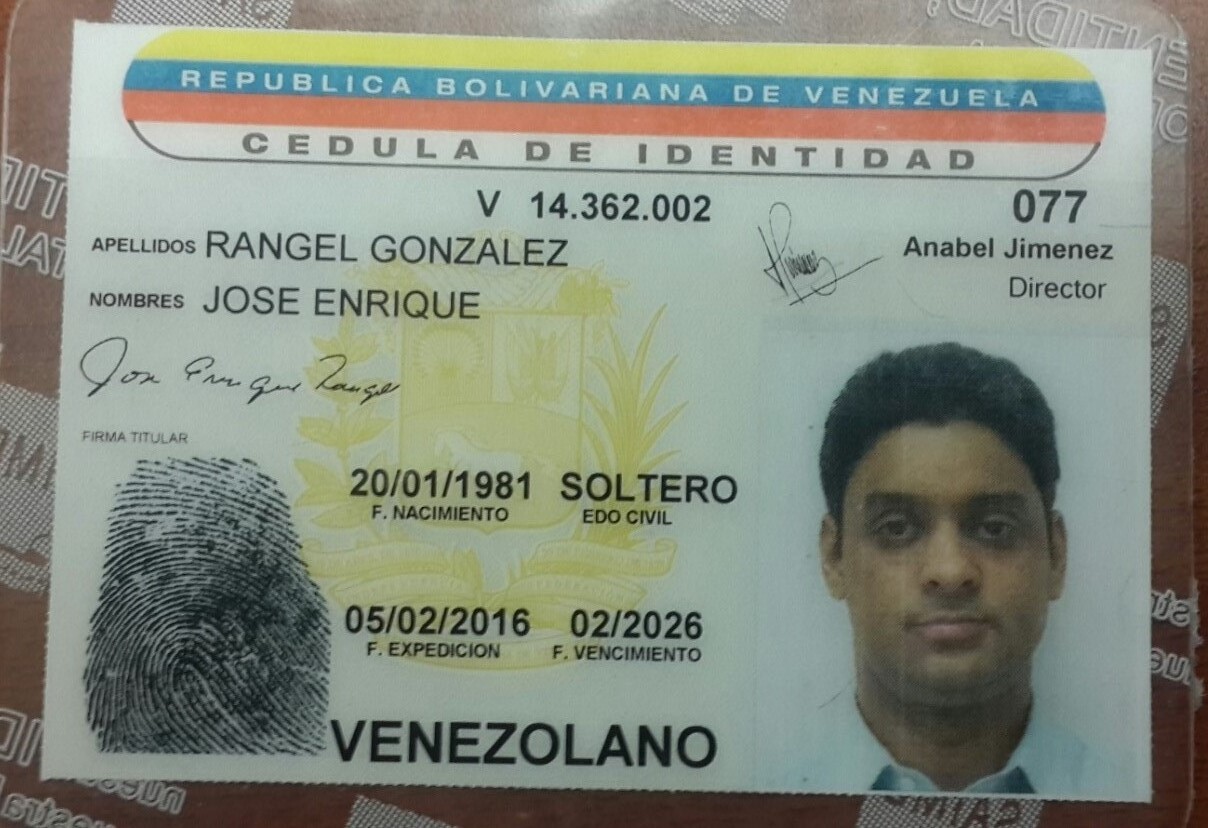 REPUBLICA BOLIVARIANA DE VENEZUELA
CEDULA DE IDENTIDAD
V 14.362.002
077
APELLIDOS RANGEL GONZALEZ
Anabel Jimenez
Director
NOMBRES JOSE ENRIQUE
Jose Enrique Rangel
FIRMA TITULAR
20/01/1981 SOLTERO
F. NACIMIENTO EDO CIVIL
05/02/2016 02/2026
F. EXPEDICION F. VENCIMIENTO
VENEZOLANO